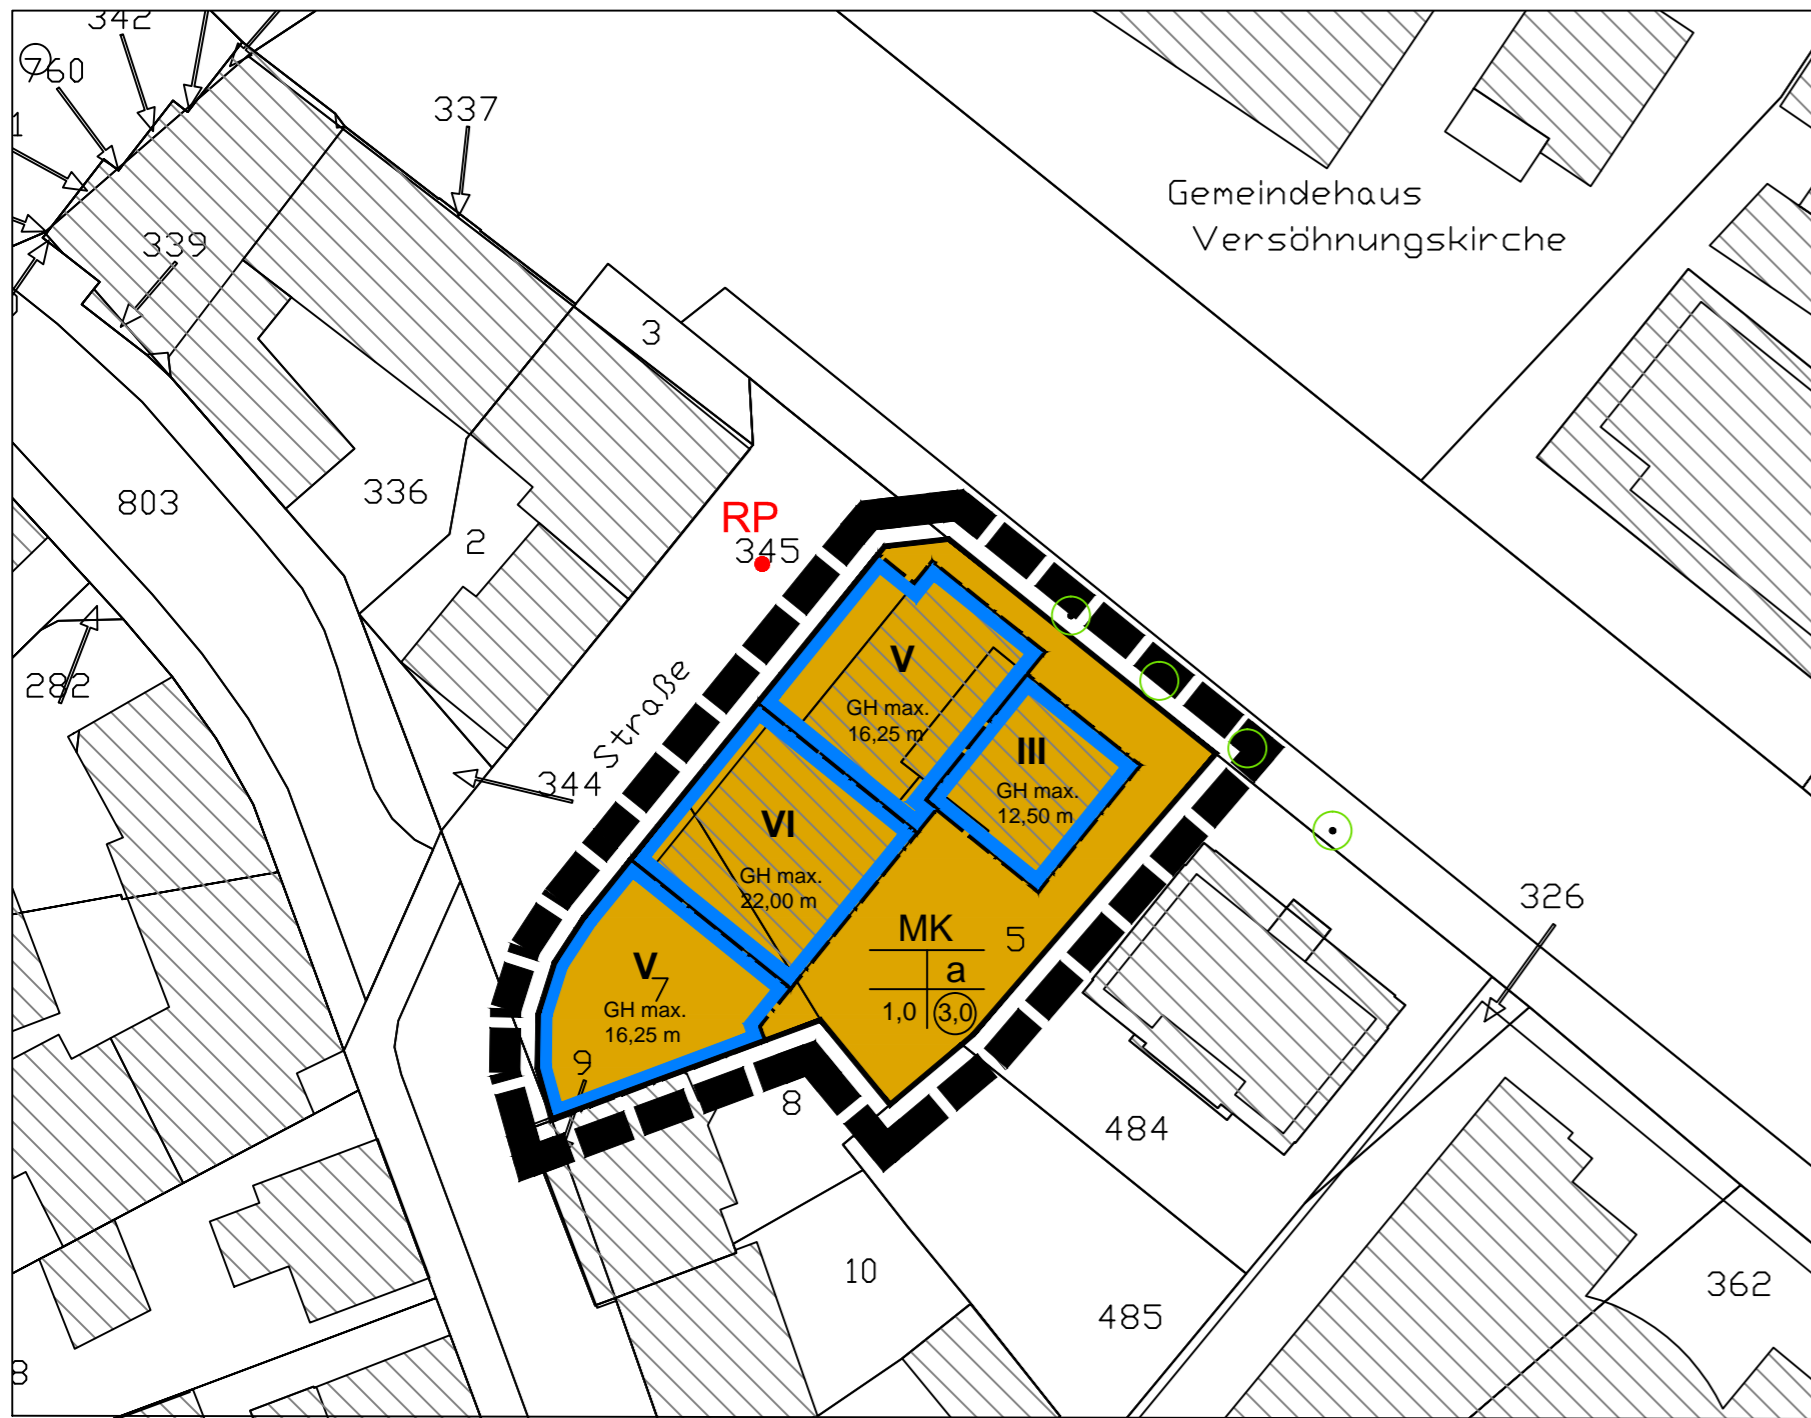 342
760
1
337
339
Gemeindehaus
Versöhnungskirche
3
803
336
2
RP
345
282
Straße
344
V
GH max.
16,25 m
III
GH max.
12,50 m
VI
GH max.
22,00 m
326
MK
5
a
1,0
3,0
V
7
GH max.
16,25 m
9
8
484
10
485
362
8